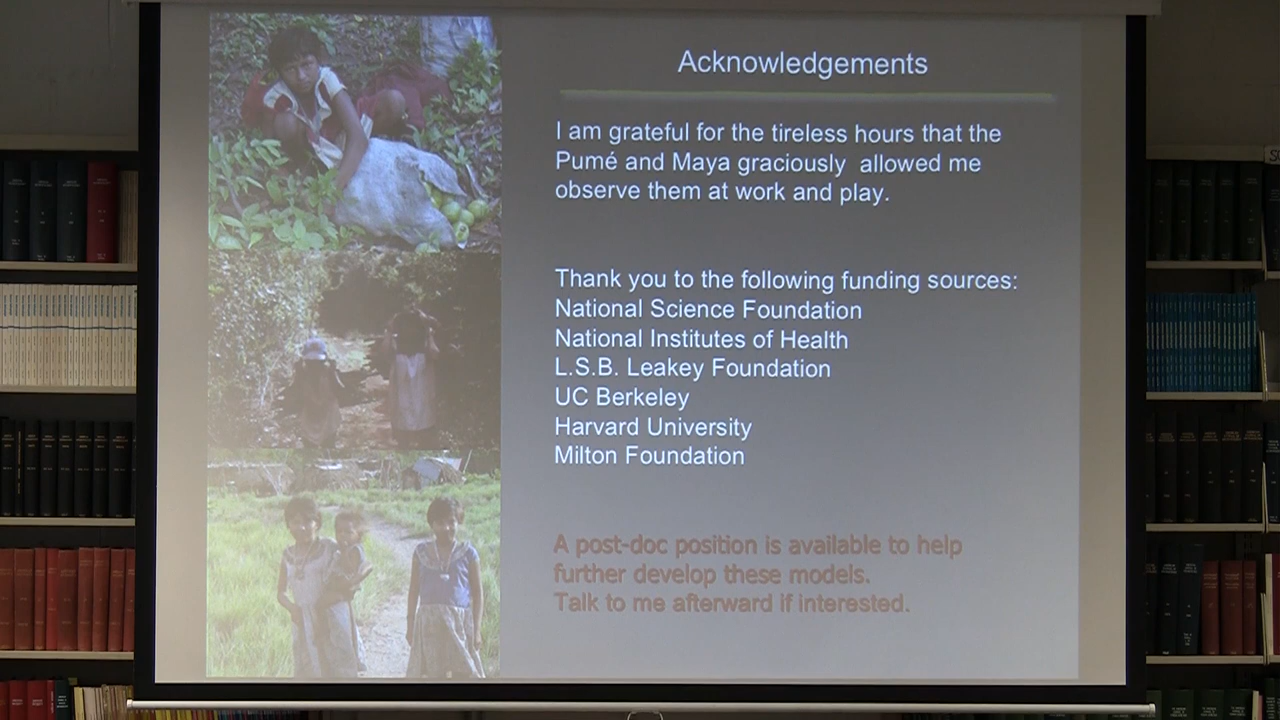 Acknowledgements
I am grateful for the tireless hours that the
Pumé and Maya graciously allowed me
observe them at work and play.
Thank you to the following funding sources:
National Science Foundation
National Institutes of Health
L.S.B. Leakey Foundation
UC Berkeley
Harvard University
Milton Foundation
A post-doc position is available to help
further develop these models.
Talk to me afterward if interested.